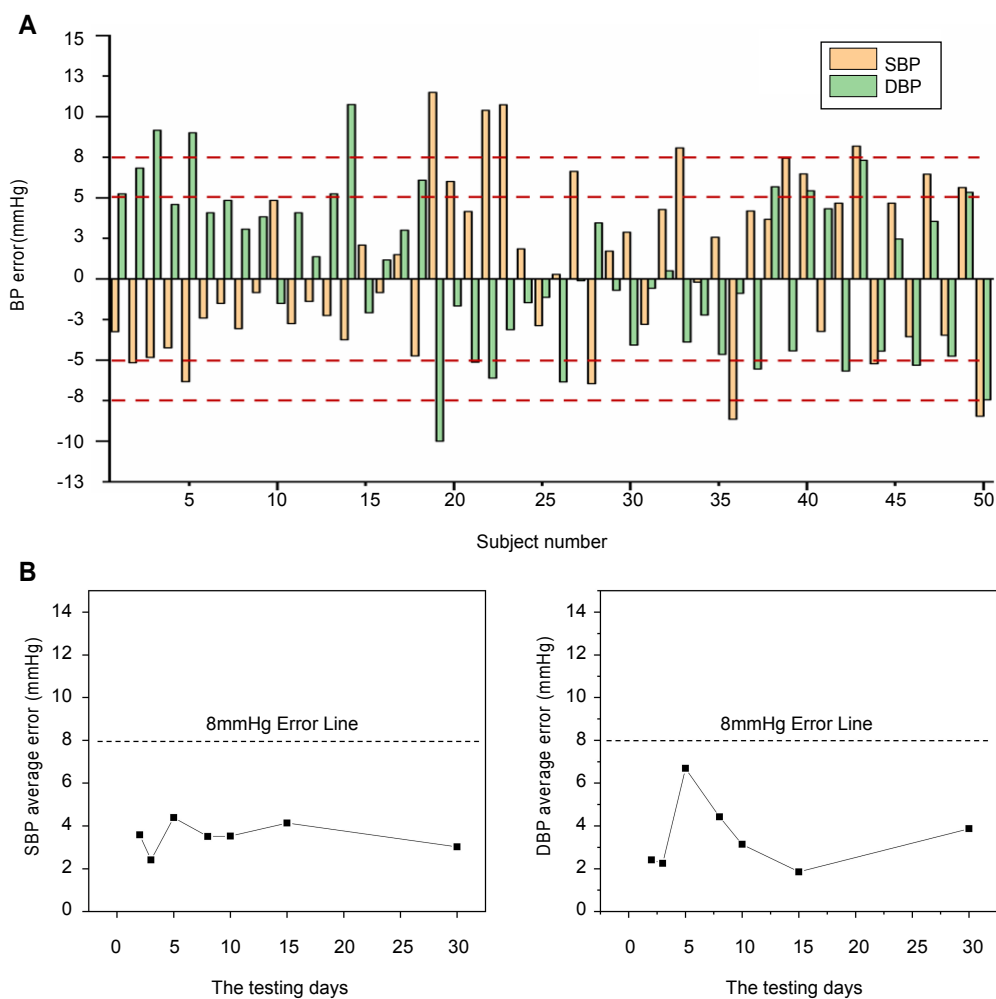 A
15
13
10
8
5
3
0
-3
-5
-8
-10
-13
BP error(mmHg)
SBP
DBP
5 10 15 20 25 30 35 40 45 50
Subject number
B
14
12
10
8
6
4
2
0
SBP average error (mmHg)
8mmHg Error Line
0 5 10 15 20 25 30
The testing days
14
12
10
8
6
4
2
0
DBP average error (mmHg)
8mmHg Error Line
0 5 10 15 20 25 30
The testing days